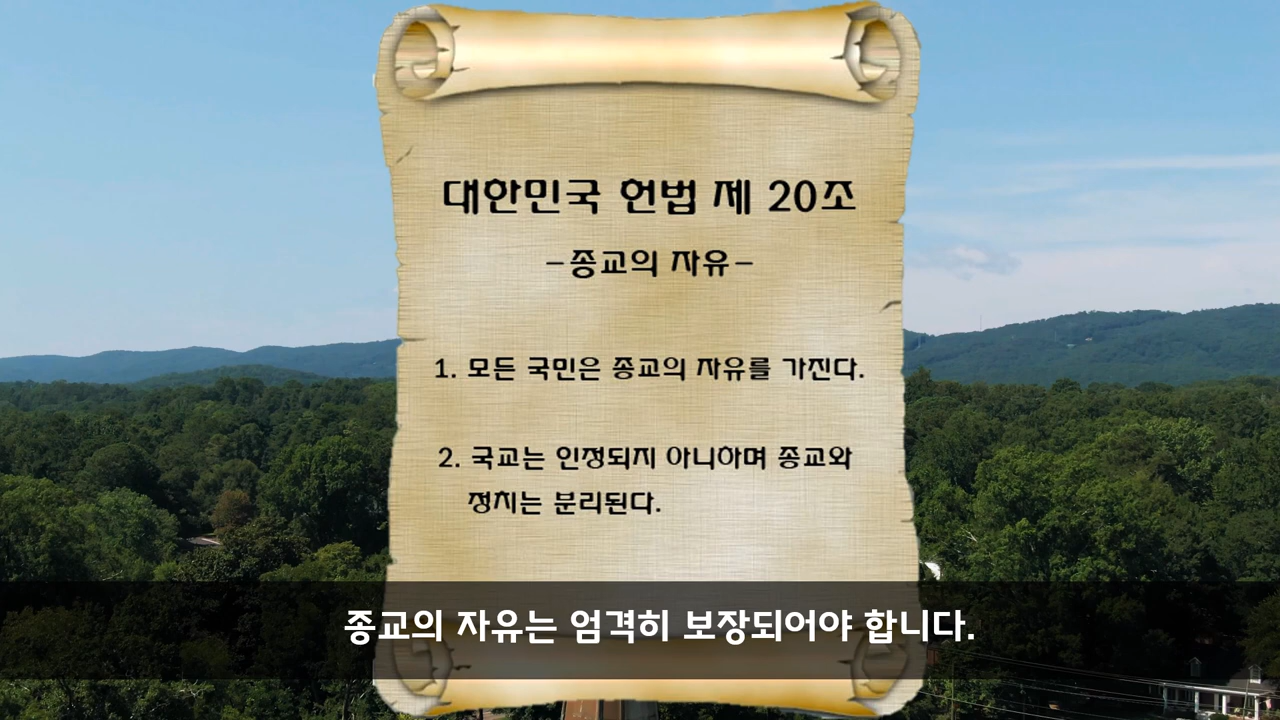 대한민국 헌법 제 20조
-종교의 자유-
1. 모든 국민은 종교의 자유를 가진다.
2. 국교는 인정되지 아니하며 종교와
정치는 분리된다.
종교의 자유는 엄격히 보장되어야 합니다.